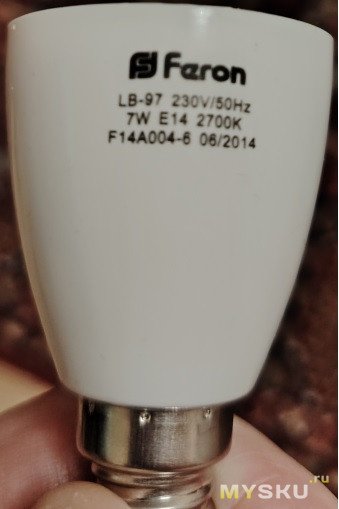 Feron
LB-97 230V/50Hz
7W E14 2700K
F14A004-6 06/2014
MYSKU.ru